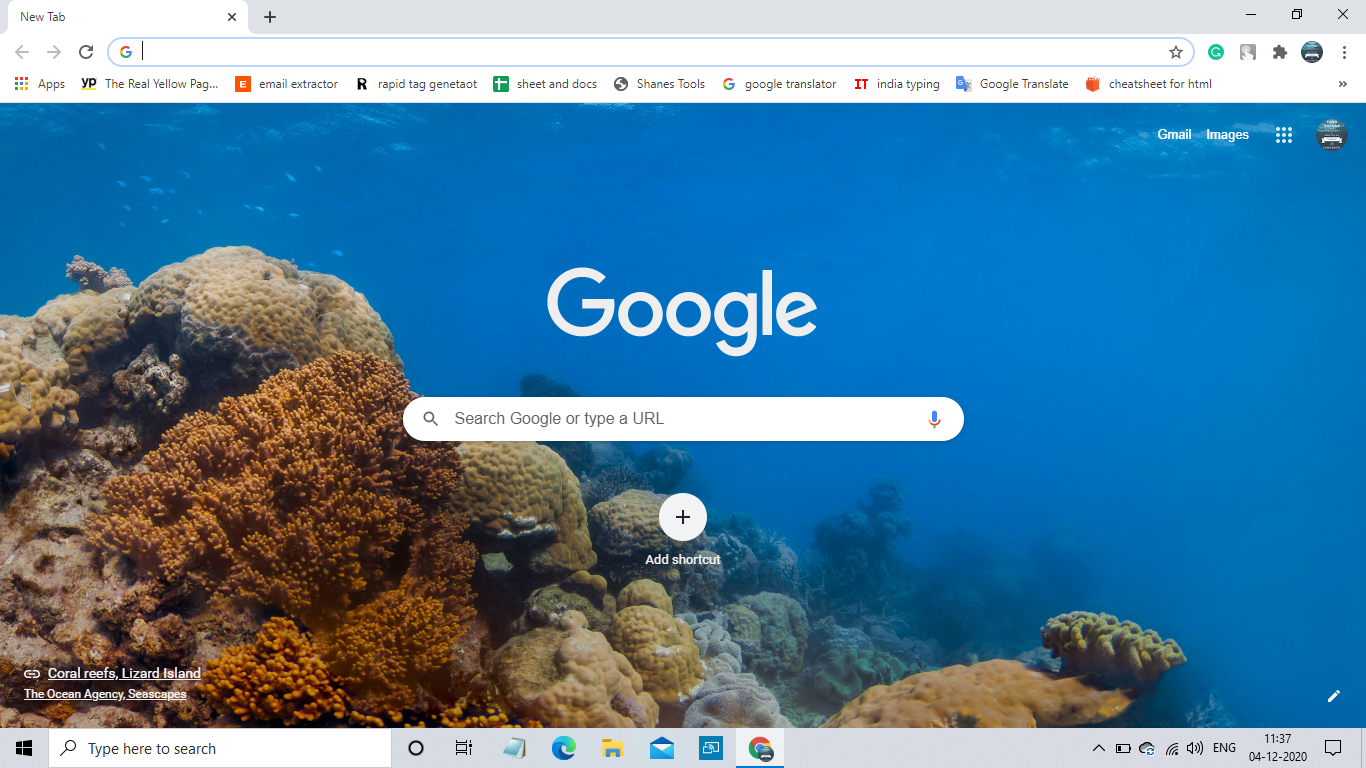 New Tab
Apps
The Real Yellow Pag...
email extractor
rapid tag genetaot
sheet and docs
Shanes Tools
google translator
india typing
Google Translate
cheatsheet for html
Gmail Images
Google
Search Google or type a URL
Add shortcut
Coral reefs, Lizard Island
The Ocean Agency, Seascapes
Type here to search
ENG
11:37
04-12-2020